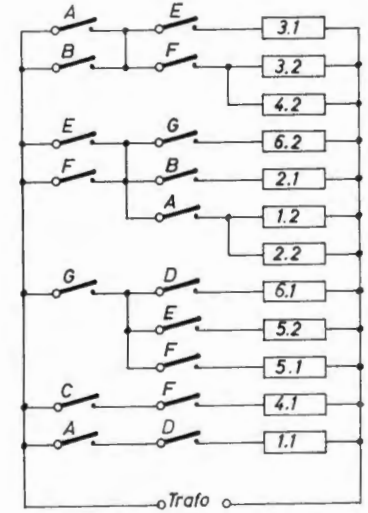 A E 3.1
B F 3.2
4.2
E G 6.2
F B 2.1
A 1.2
2.2
G D 6.1
E 5.2
F 5.1
C F 4.1
A D 1.1
Trafo